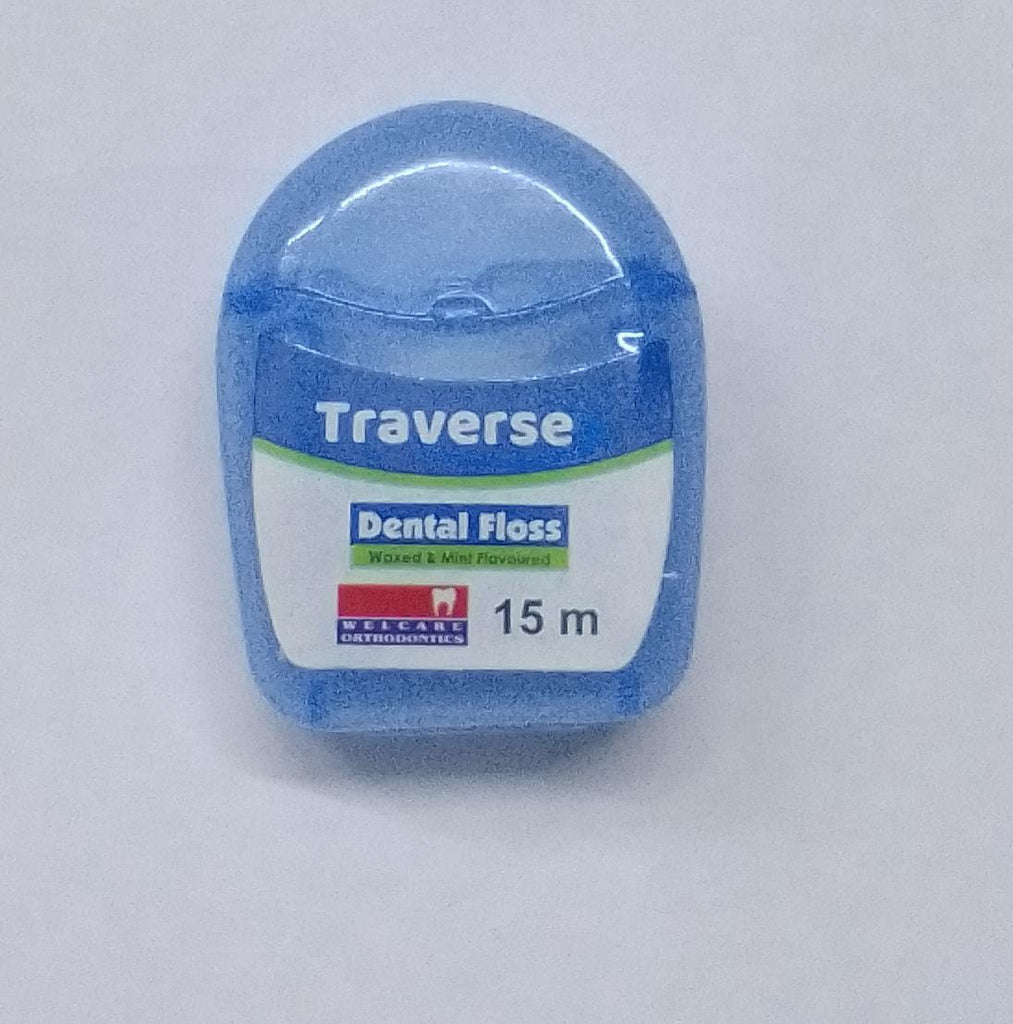 Traverse
Dental Floss
Waxed & Mint Flavoured
WELCARE
ORTHODONTICS
15 m